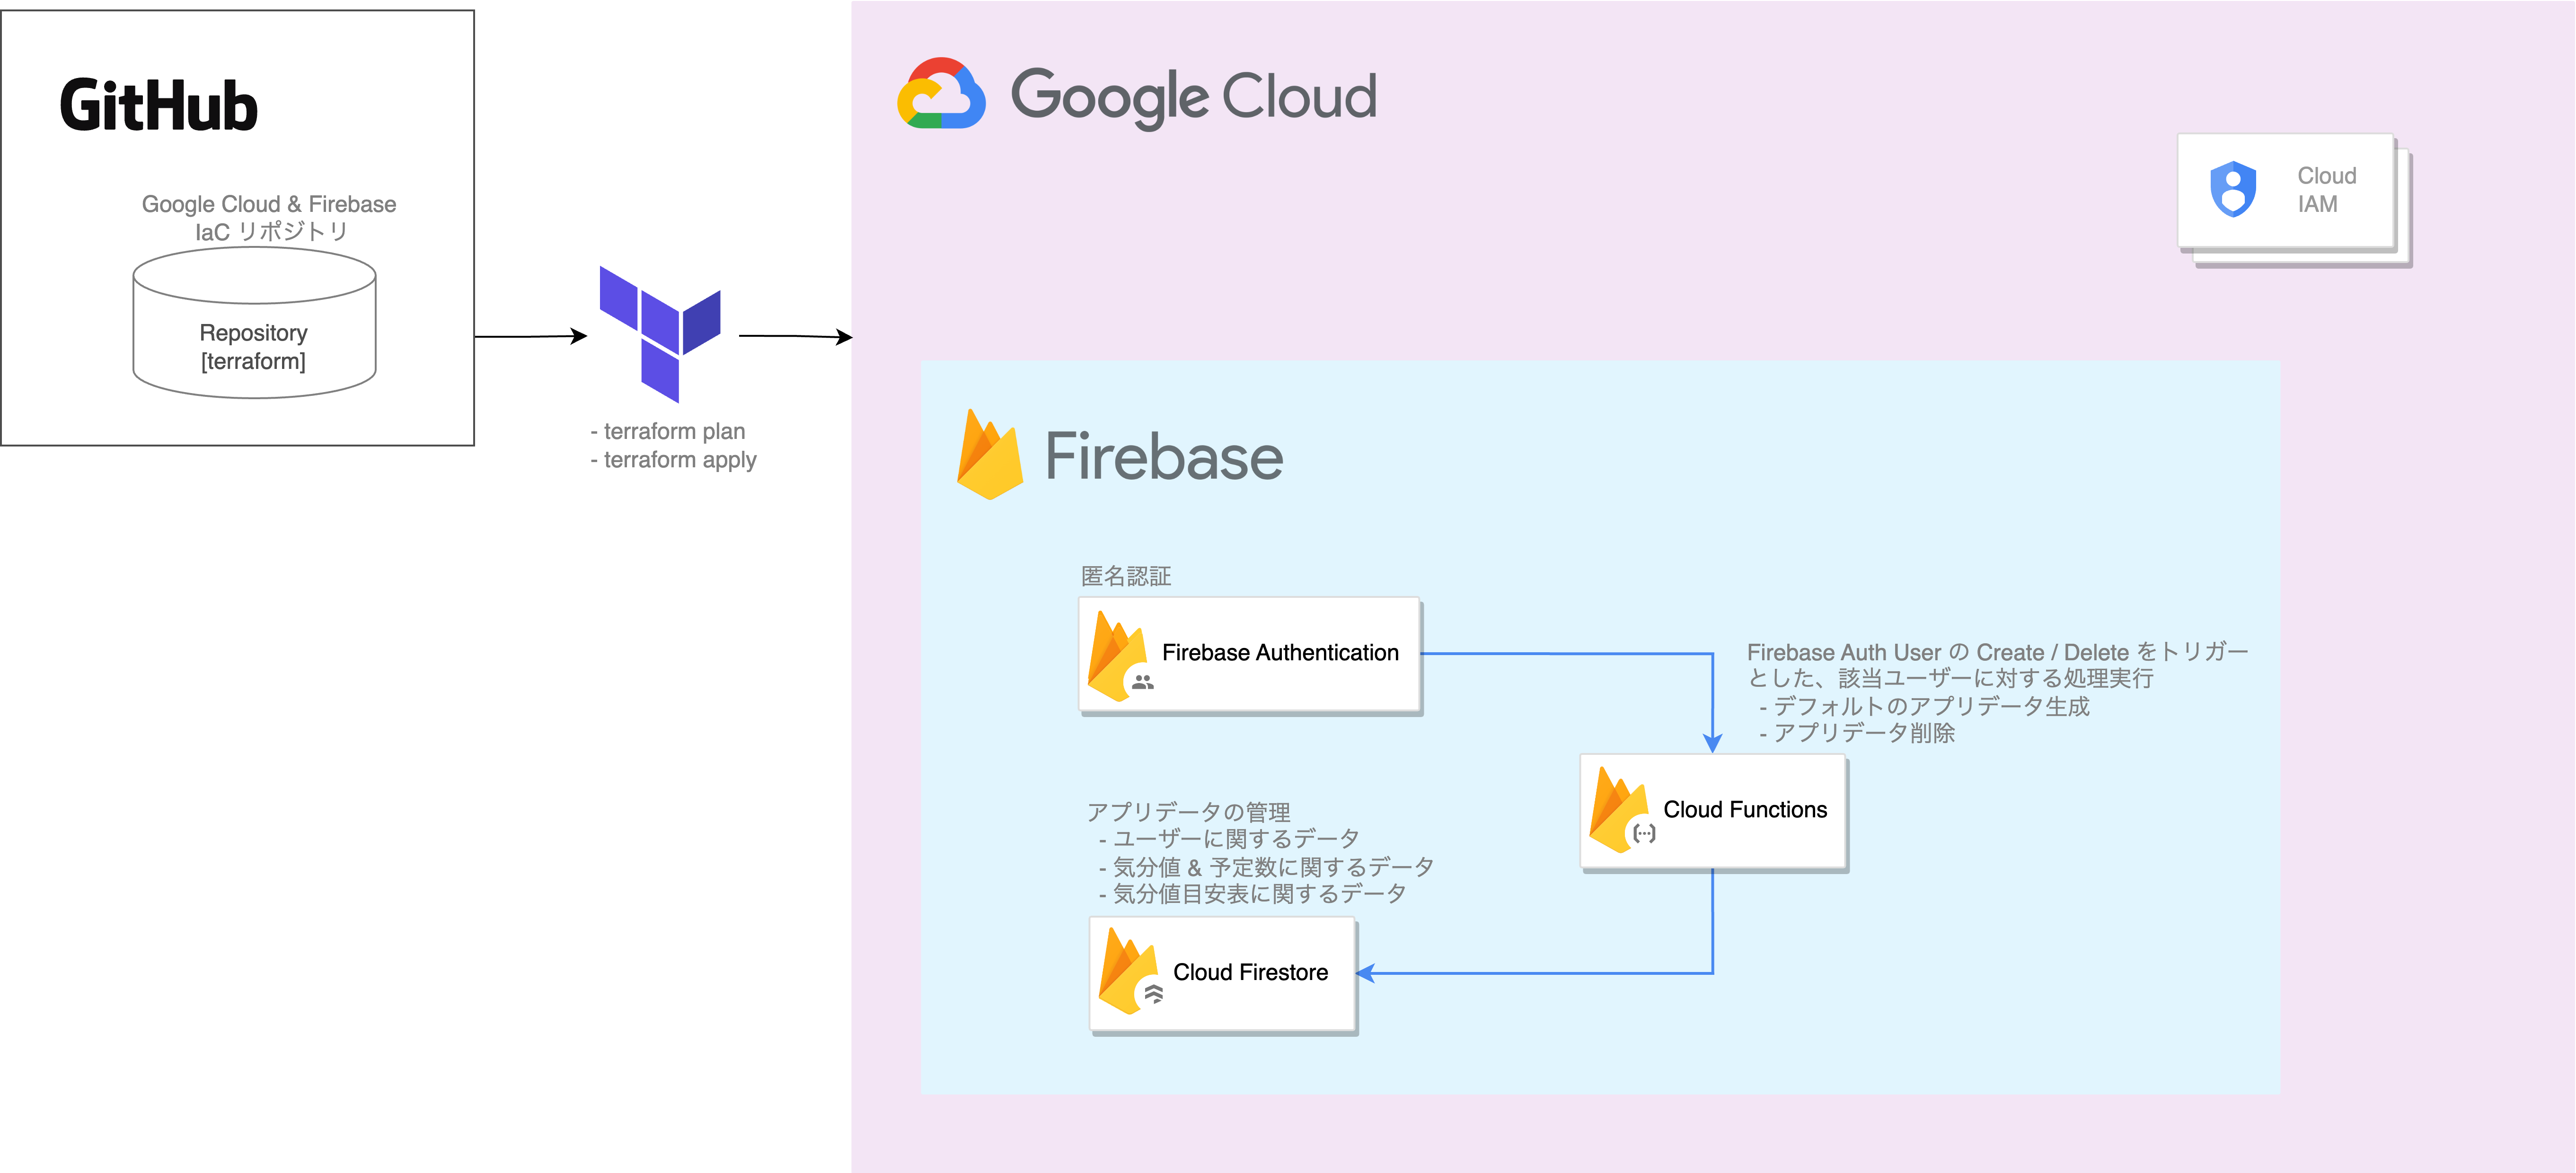 GitHub
Google Cloud & Firebase
IaC リポジトリ
Repository
[terraform]
- terraform plan
- terraform apply
Google Cloud
Cloud
IAM
Firebase
匿名認証
Firebase Authentication
Firebase Auth User の Create / Delete をトリガー
とした、該当ユーザーに対する処理実行
- デフォルトのアプリデータ生成
- アプリデータ削除
Cloud Functions
アプリデータの管理
- ユーザーに関するデータ
- 気分値 & 予定数に関するデータ
- 気分値目安表に関するデータ
Cloud Firestore